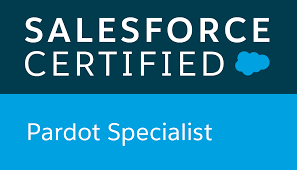 SALESFORCE
CERTIFIED
Pardot Specialist